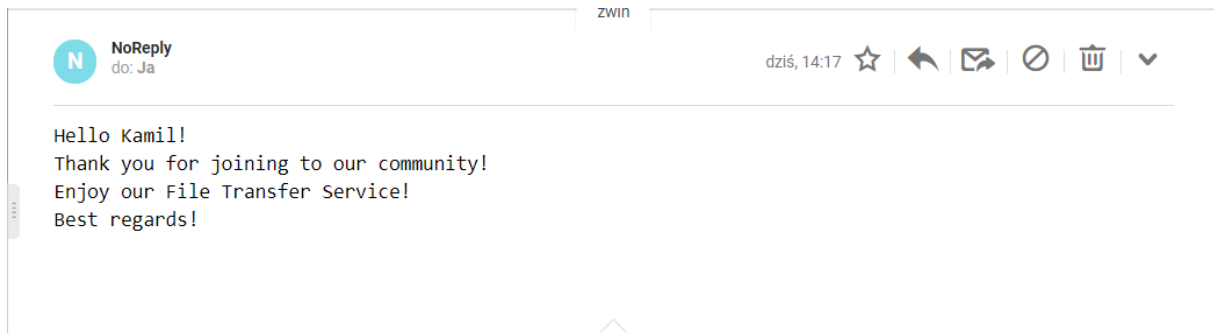 zwiń
N
NoReply
do: Ja
dziś, 14:17
Hello Kamil!
Thank you for joining to our community!
Enjoy our File Transfer Service!
Best regards!